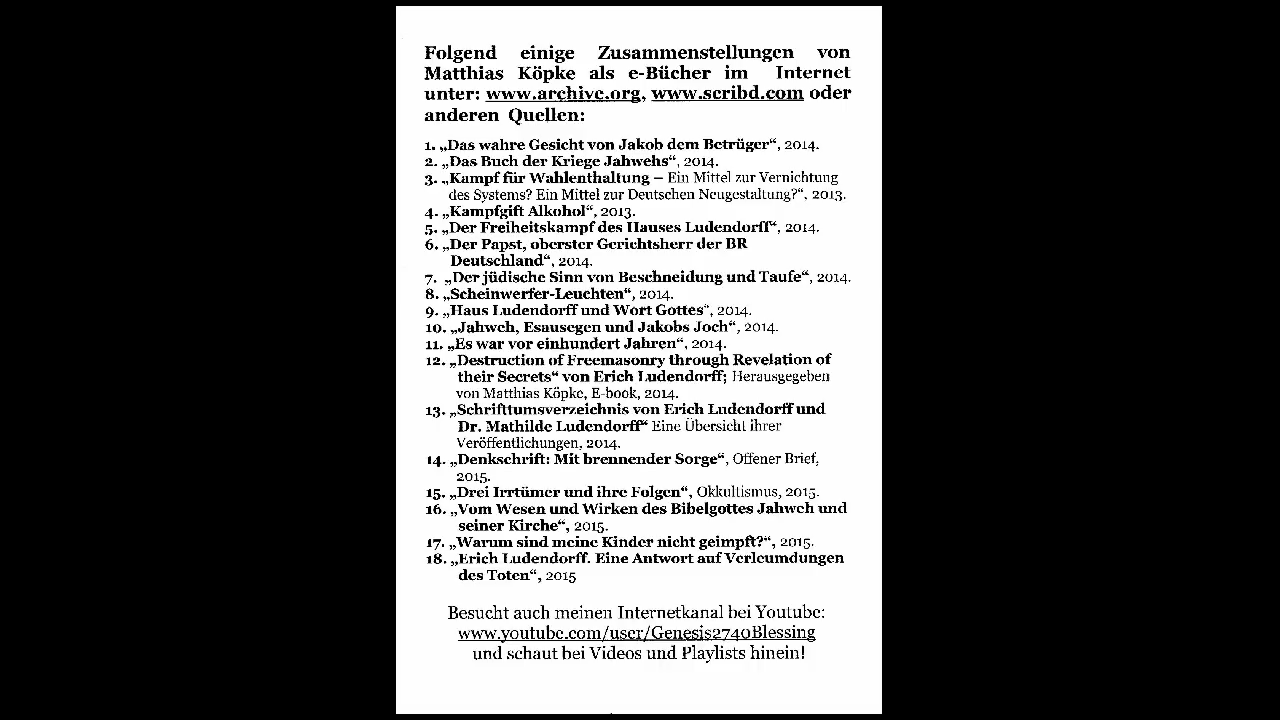 Folgend einige Zusammenstellungen von
Matthias Köpke als e-Bücher im Internet
unter: www.archive.org, www.scribd.com oder
anderen Quellen:
1. „Das wahre Gesicht von Jakob dem Betrüger“, 2014.
2. „Das Buch der Kriege Jahwehs“, 2014.
3. „Kampf für Wahlenthaltung – Ein Mittel zur Vernichtung
des Systems? Ein Mittel zur Deutschen Neugestaltung?“, 2013.
4. „Kampfgift Alkohol“, 2013.
5. „Der Freiheitskampf des Hauses Ludendorff“, 2014.
6. „Der Papst, oberster Gerichtsherr der BR
Deutschland“, 2014.
7. „Der jüdische Sinn von Beschneidung und Taufe“, 2014.
8. „Scheinwerfer-Leuchten“, 2014.
9. „Haus Ludendorff und Wort Gottes“, 2014.
10. „Jahweh, Esausegen und Jakobs Joch“, 2014.
11. „Es war vor einhundert Jahren“, 2014.
12. „Destruction of Freemasonry through Revelation of
their Secrets“ von Erich Ludendorff; Herausgegeben
von Matthias Köpke, E-book, 2014.
13. „Schrifttumsverzeichnis von Erich Ludendorff und
Dr. Mathilde Ludendorff“ Eine Übersicht ihrer
Veröffentlichungen, 2014.
14. „Denkschrift: Mit brennender Sorge“, Offener Brief,
2015.
15. „Drei Irrtümer und ihre Folgen“, Okkultismus, 2015.
16. „Vom Wesen und Wirken des Bibelgottes Jahweh und
seiner Kirche“, 2015.
17. „Warum sind meine Kinder nicht geimpft?“, 2015.
18. „Erich Ludendorff. Eine Antwort auf Verleumdungen
des Toten“, 2015
Besucht auch meinen Internetkanal bei Youtube:
www.youtube.com/user/Genesis2740Blessing
und schaut bei Videos und Playlists hinein!